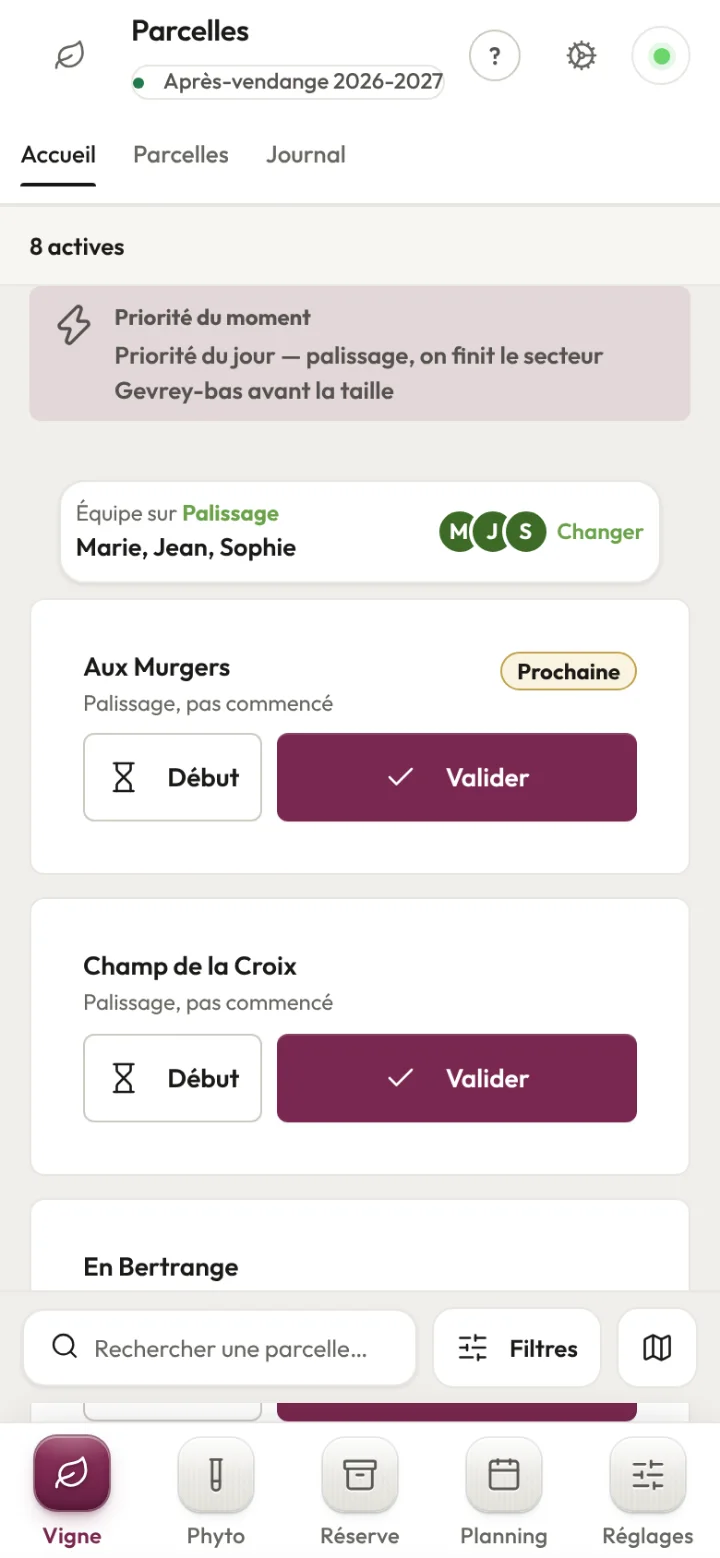 Parcelles
Après-vendange 2026-2027
?
Accueil
Parcelles
Journal
8 actives
Priorité du moment
Priorité du jour — palissage, on finit le secteur
Gevrey-bas avant la taille
Équipe sur Palissage
Marie, Jean, Sophie
M J S
Changer
Aux Murgers
Prochaine
Palissage, pas commencé
Début
Valider
Champ de la Croix
Palissage, pas commencé
Début
Valider
En Bertrange
Rechercher une parcelle...
Filtres
Vigne
Phyto
Réserve
Planning
Réglages